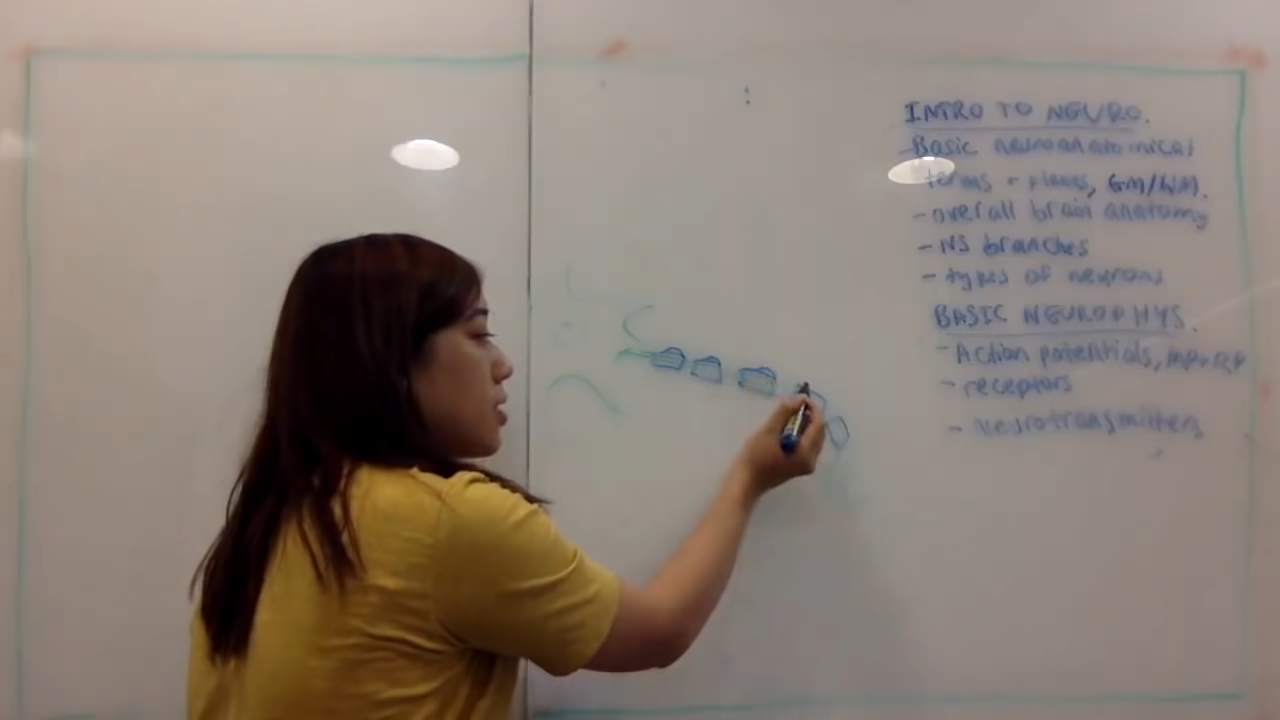 INTRO TO NEURO.
- Basic neuroanatomical
terms - planes, GM/WM.
- overall brain anatomy
- NS branches
- types of neurons
BASIC NEUROPHYS.
- Action potentials,
- receptors
- neurotransmitters